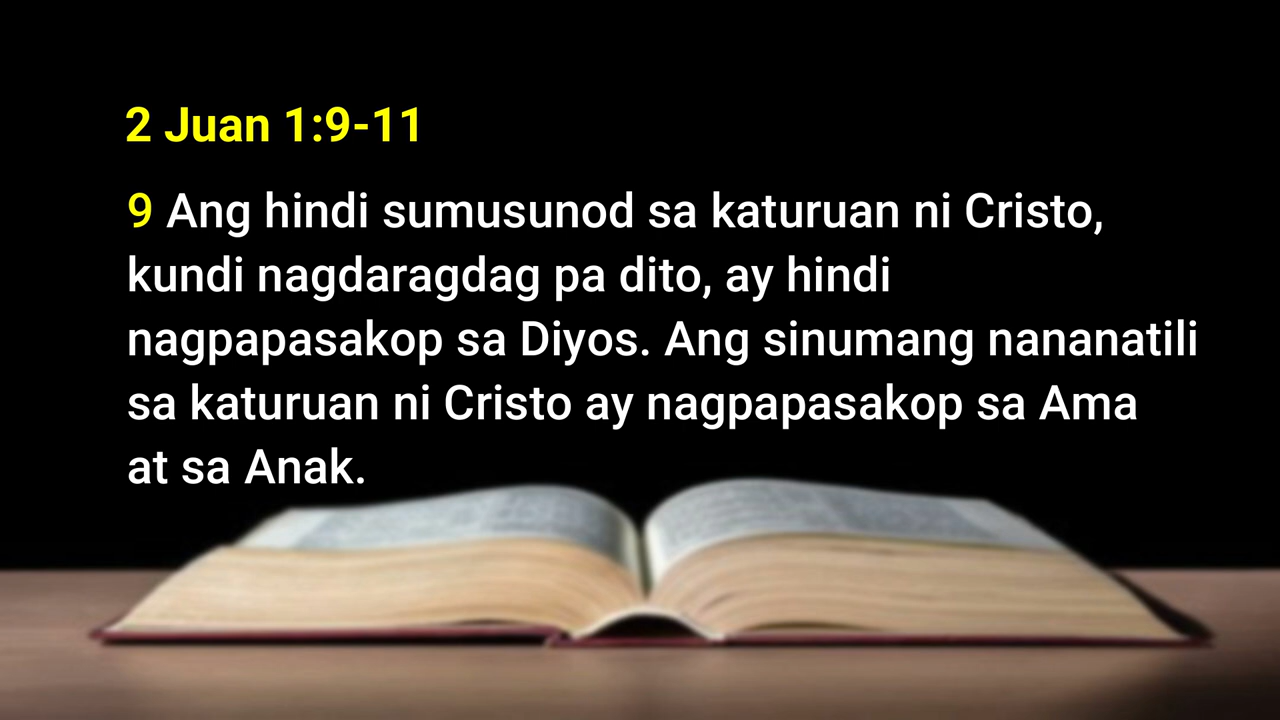 2 Juan 1:9-11
9 Ang hindi sumusunod sa katuruan ni Cristo,
kundi nagdaragdag pa dito, ay hindi
nagpapasakop sa Diyos. Ang sinumang nananatili
sa katuruan ni Cristo ay nagpapasakop sa Ama
at sa Anak.